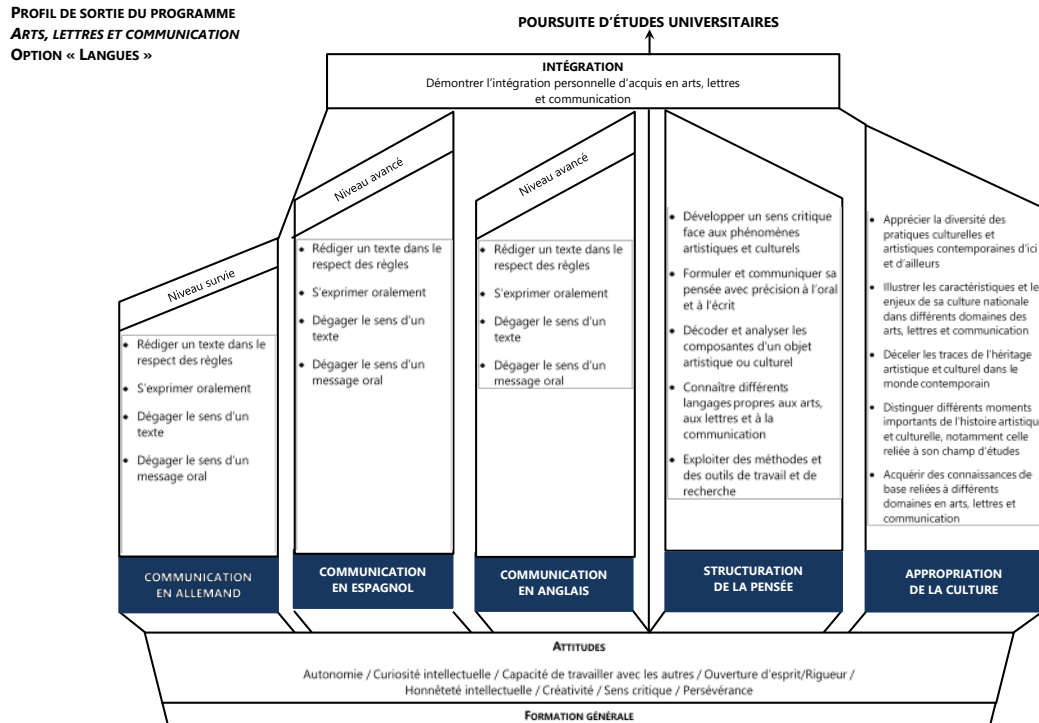 PROFIL DE SORTIE DU PROGRAMME
ARTS, LETTRES ET COMMUNICATION
OPTION « LANGUES »
POURSUITE D'ÉTUDES UNIVERSITAIRES
INTÉGRATION
Démontrer l'intégration personnelle d'acquis en arts, lettres
et communication
Niveau survie
• Rédiger un texte dans le
respect des règles
• S'exprimer oralement
• Dégager le sens d'un
texte
• Dégager le sens d'un
message oral
COMMUNICATION
EN ALLEMAND
Niveau avancé
• Rédiger un texte dans le
respect des règles
• S'exprimer oralement
• Dégager le sens d'un
texte
• Dégager le sens d'un
message oral
COMMUNICATION
EN ESPAGNOL
Niveau avancé
• Rédiger un texte dans le
respect des règles
• S'exprimer oralement
• Dégager le sens d'un
texte
• Dégager le sens d'un
message oral
COMMUNICATION
EN ANGLAIS
• Développer un sens critique
face aux phénomènes
artistiques et culturels
• Formuler et communiquer sa
pensée avec précision à l'oral
et à l'écrit
• Décoder et analyser les
composantes d'un objet
artistique ou culturel
• Connaître différents
langages propres aux arts,
aux lettres et à la
communication
• Exploiter des méthodes et
des outils de travail et de
recherche
STRUCTURATION
DE LA PENSÉE
• Apprécier la diversité des
pratiques culturelles et
artistiques contemporaines d'ici
et d'ailleurs
• Illustrer les caractéristiques et le
enjeux de sa culture nationale
dans différents domaines des
arts, lettres et communication
• Déceler les traces de l'héritage
artistique et culturel dans le
monde contemporain
• Distinguer différents moments
importants de l'histoire artistique
et culturelle, notamment celle
reliée à son champ d'études
• Acquérir des connaissances de
base reliées à différents
domaines en arts, lettres et
communication
APPROPRIATION
DE LA CULTURE
ATTITUDES
Autonomie / Curiosité intellectuelle / Capacité de travailler avec les autres / Ouverture d'esprit/Rigueur /
Honnêteté intellectuelle / Créativité / Sens critique / Persévérance
FORMATION GÉNÉRALE